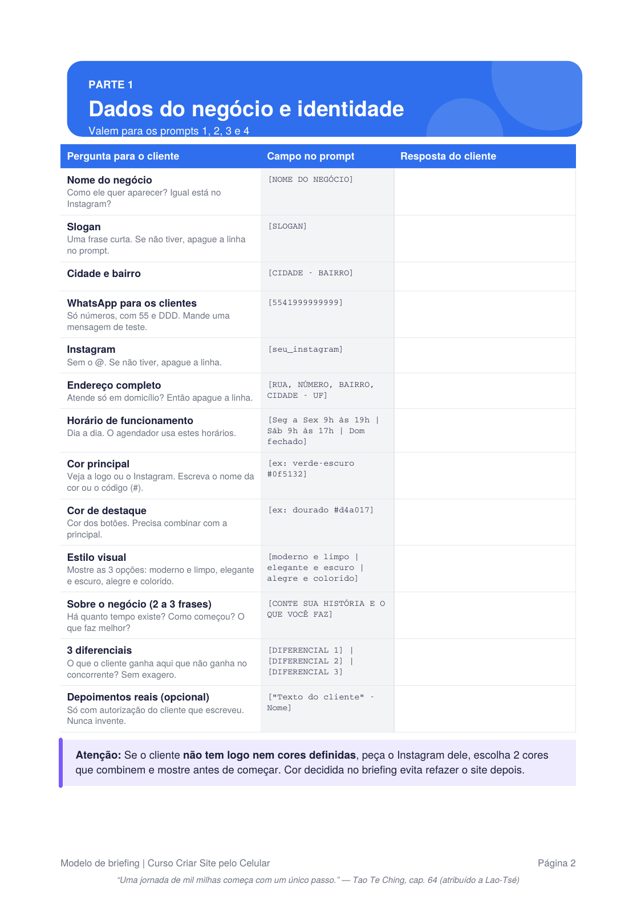 PARTE 1
Dados do negócio e identidade
Valem para os prompts 1, 2, 3 e 4
Pergunta para o cliente
Campo no prompt
Resposta do cliente
Nome do negócio
Como ele quer aparecer? Igual está no
Instagram?
[NOME DO NEGÓCIO]
Slogan
Uma frase curta. Se não tiver, apague a linha
no prompt.
[SLOGAN]
Cidade e bairro
[CIDADE - BAIRRO]
WhatsApp para os clientes
Só números, com 55 e DDD. Mande uma
mensagem de teste.
[5541999999999]
Instagram
Sem o @. Se não tiver, apague a linha.
[seu_instagram]
Endereço completo
Atende só em domicílio? Então apague a linha.
[RUA, NÚMERO, BAIRRO,
CIDADE - UF]
Horário de funcionamento
Dia a dia. O agendador usa estes horários.
[Seg a Sex 9h às 19h |
Sáb 9h às 17h | Dom
fechado]
Cor principal
Veja a logo ou o Instagram. Escreva o nome da
cor ou o código (#).
[ex: verde-escuro
#0f5132]
Cor de destaque
Cor dos botões. Precisa combinar com a
principal.
[ex: dourado #d4a017]
Estilo visual
Mostre as 3 opções: moderno e limpo, elegante
e escuro, alegre e colorido.
[moderno e limpo |
elegante e escuro |
alegre e colorido]
Sobre o negócio (2 a 3 frases)
Há quanto tempo existe? Como começou? O
que faz melhor?
[CONTE SUA HISTÓRIA E O
QUE VOCÊ FAZ]
3 diferenciais
O que o cliente ganha aqui que não ganha no
concorrente? Sem exagero.
[DIFERENCIAL 1] |
[DIFERENCIAL 2] |
[DIFERENCIAL 3]
Depoimentos reais (opcional)
Só com autorização do cliente que escreveu.
Nunca invente.
["Texto do cliente" -
Nome]
Atenção: Se o cliente não tem logo nem cores definidas, peça o Instagram dele, escolha 2 cores
que combinem e mostre antes de começar. Cor decidida no briefing evita refazer o site depois.
Modelo de briefing | Curso Criar Site pelo Celular
Página 2
“Uma jornada de mil milhas começa com um único passo.” — Tao Te Ching, cap. 64 (atribuído a Lao-Tsé)